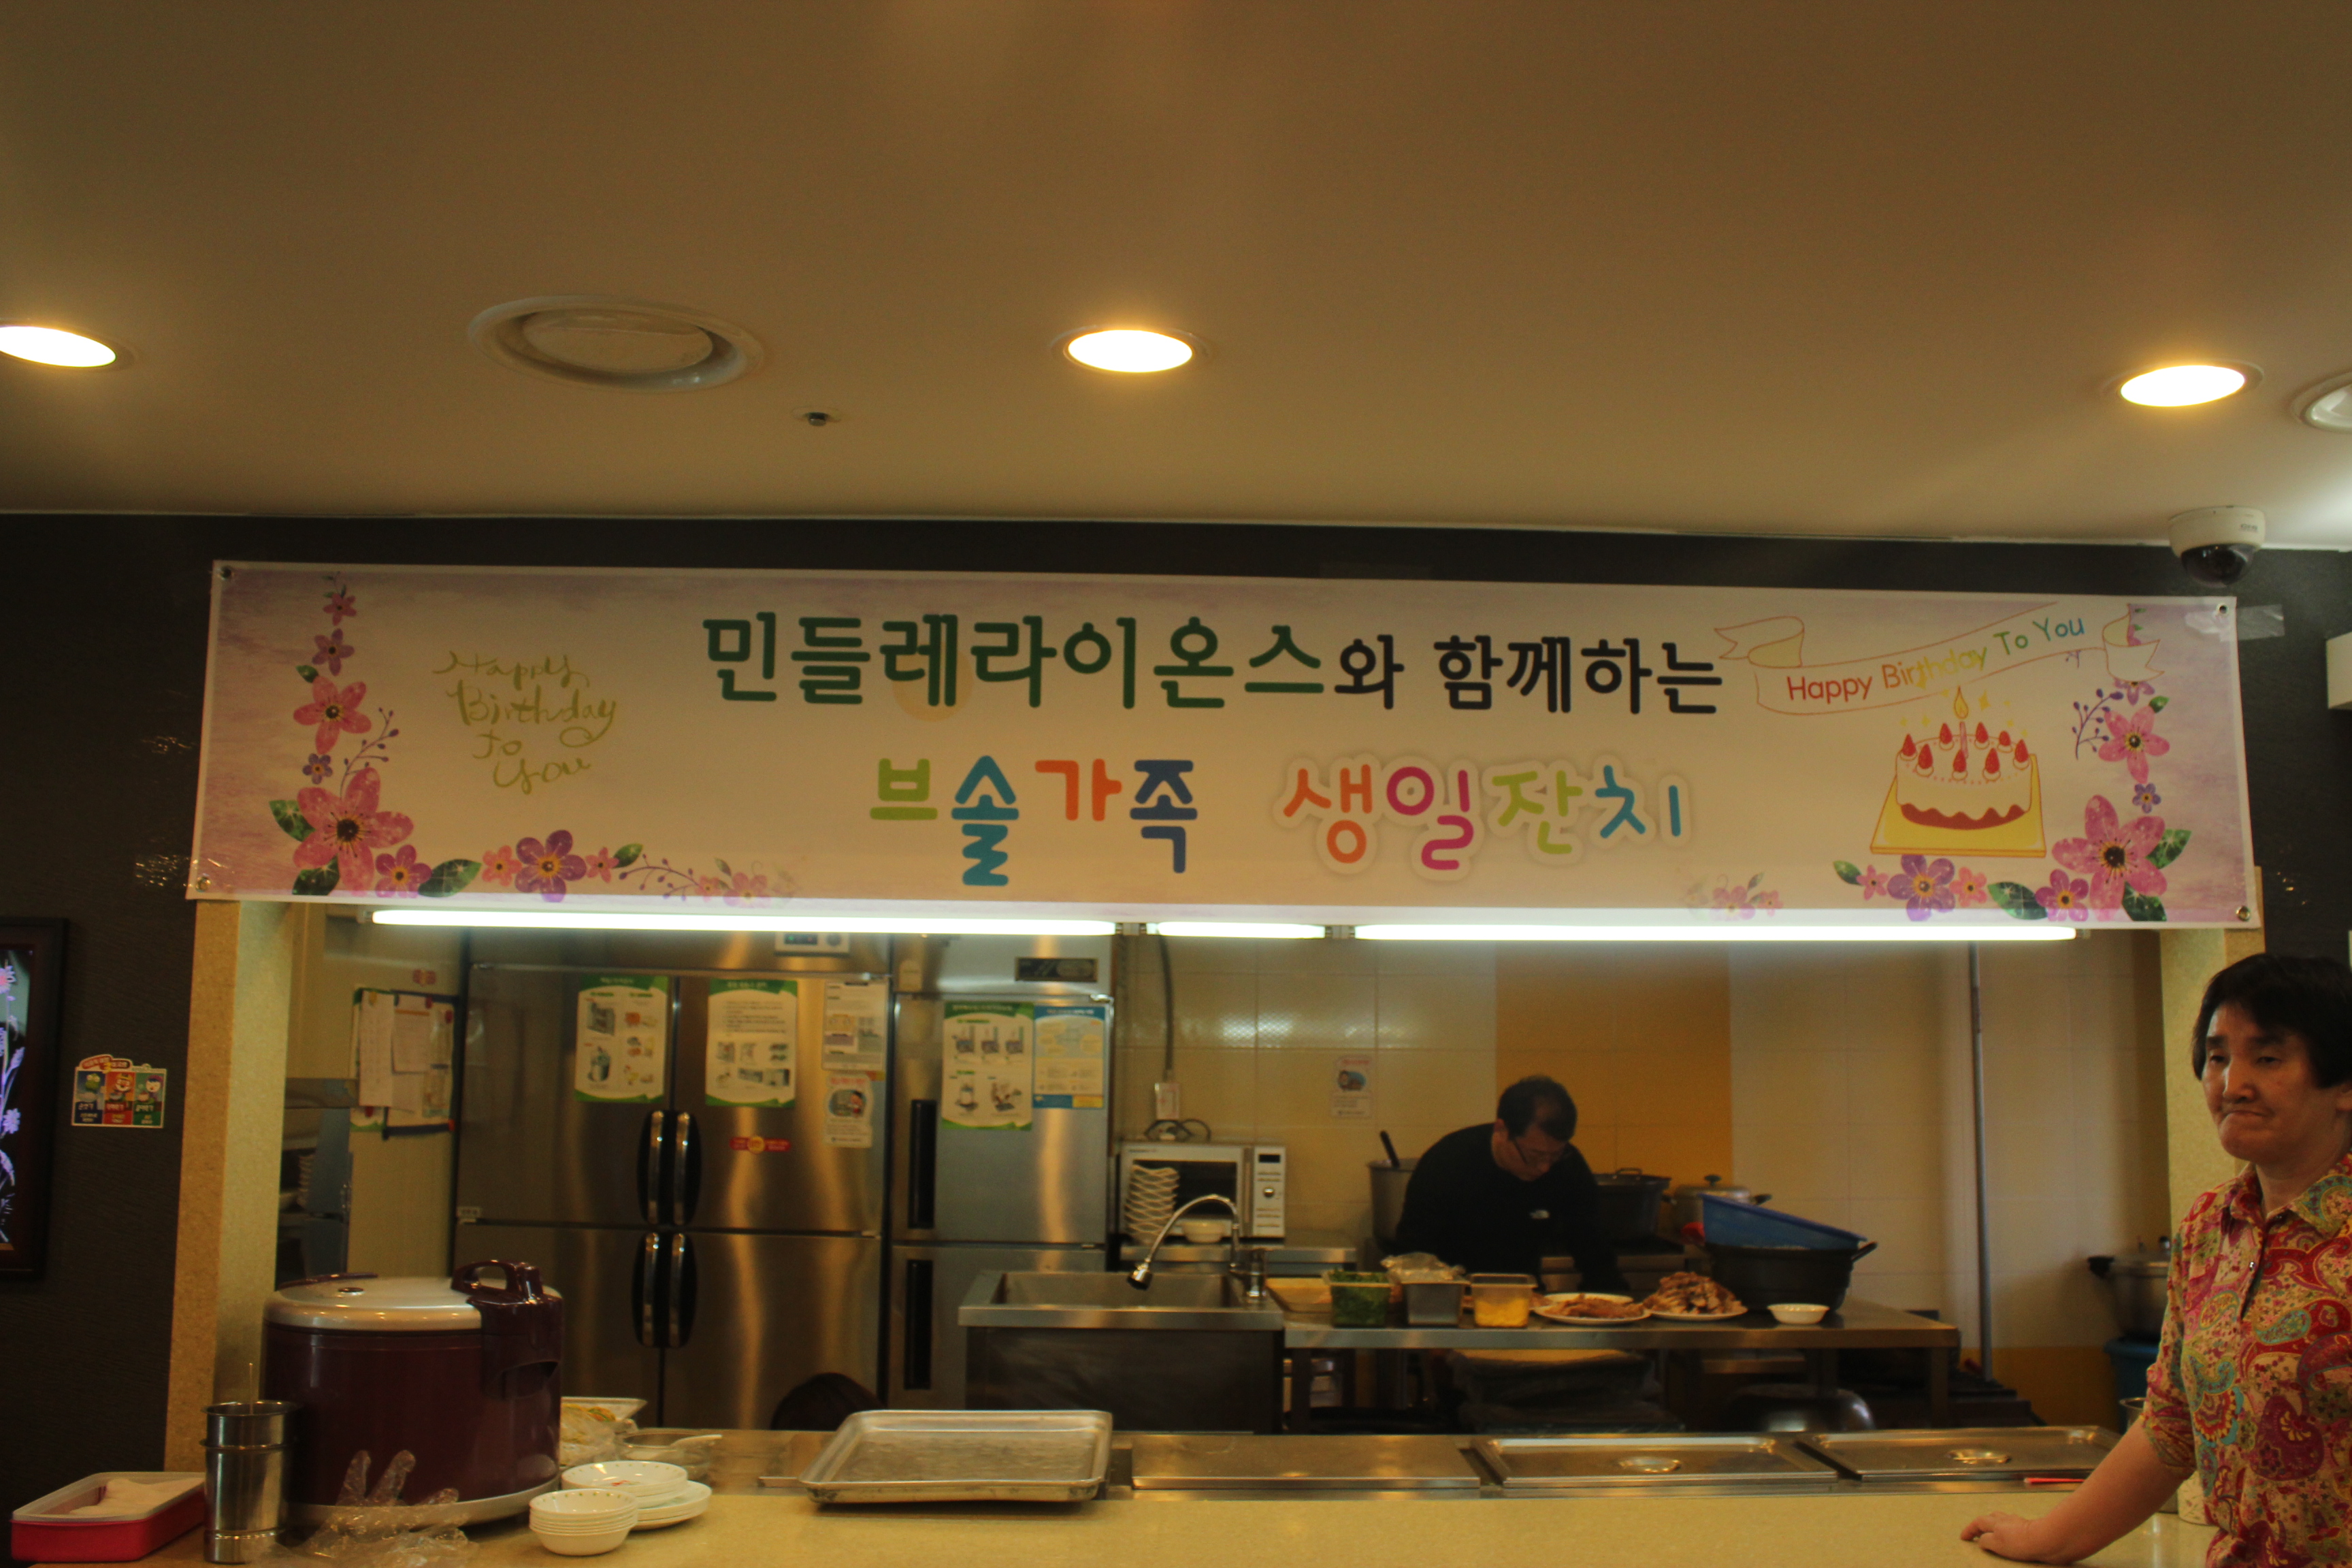 민들레라이온스와 함께하는
브솔가족 생일잔치
Happy
Birthday
to
you
Happy Birthday To You